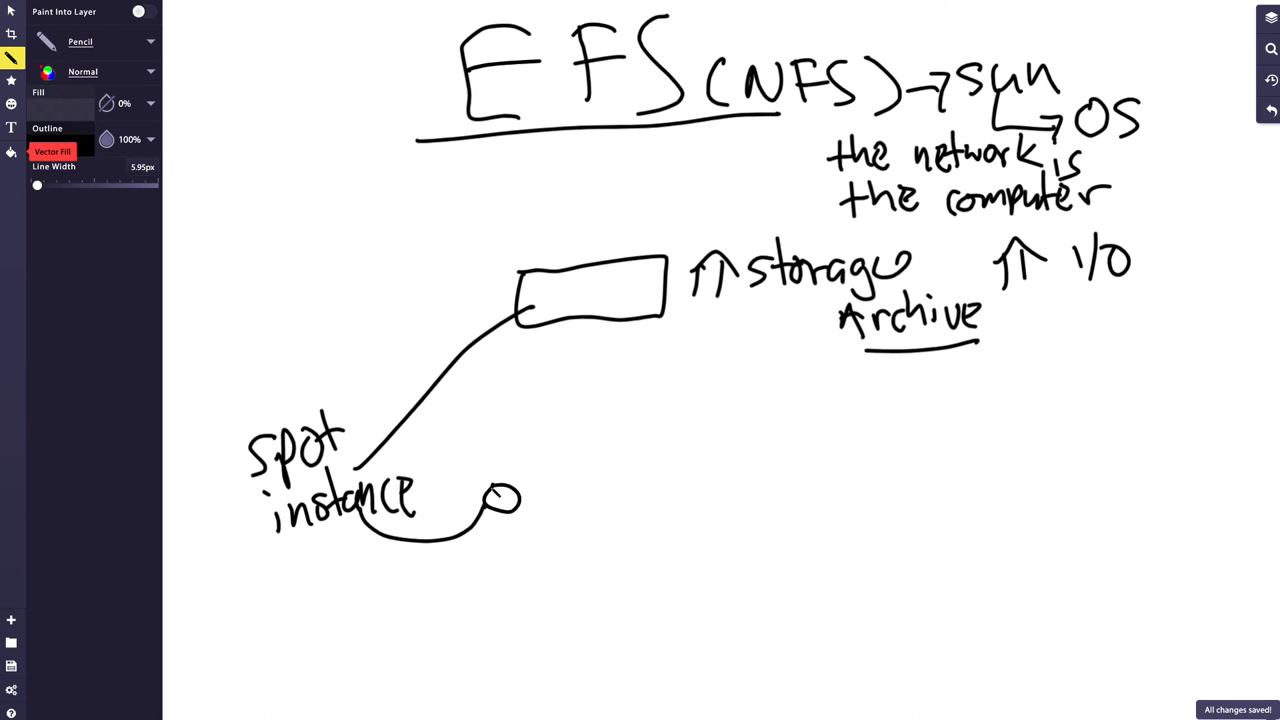 Paint Into Layer
Pencil
Normal
Fill
0%
Outline
100%
Vector Fill
Line Width 5.95px
EFS (NFS) → sun
→ OS
the network is
the computer
↑↑ storage ↑↑ I/O
Archive
spot
instance
All changes saved!